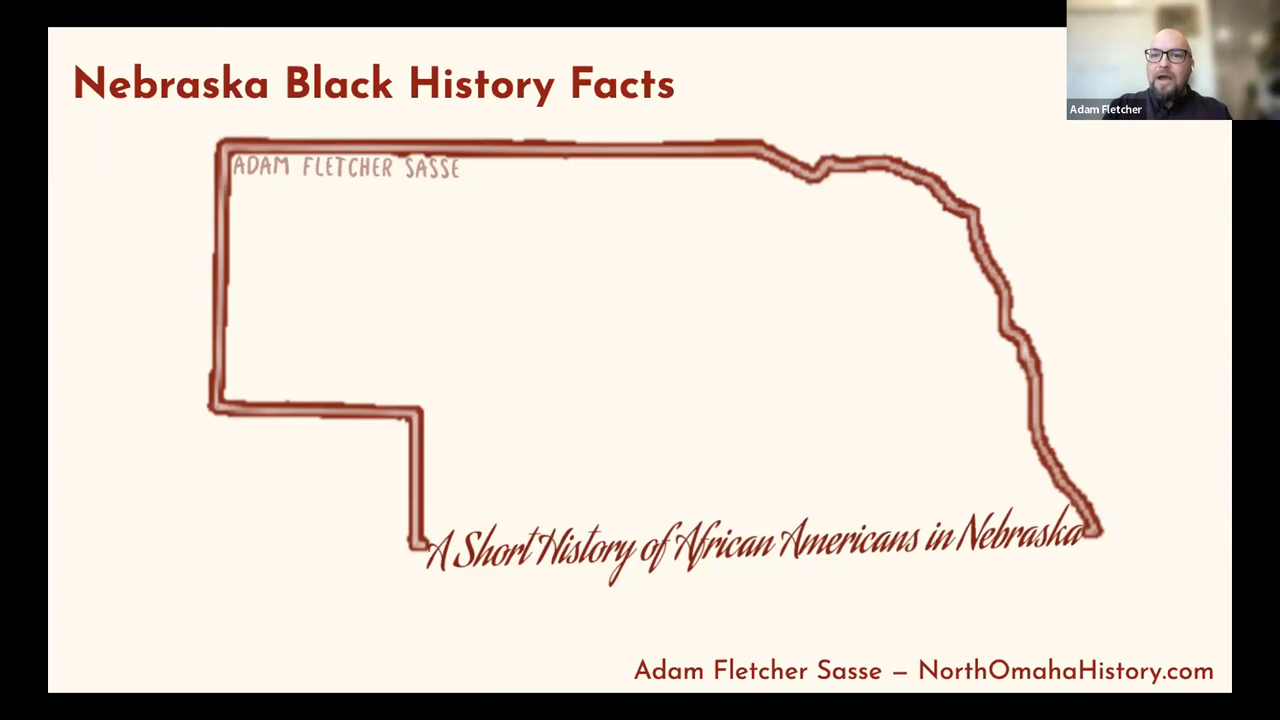 Nebraska Black History Facts
Adam Fletcher
ADAM FLETCHER SASSE
A Short History of African Americans in Nebraska
Adam Fletcher Sasse – NorthOmahaHistory.com